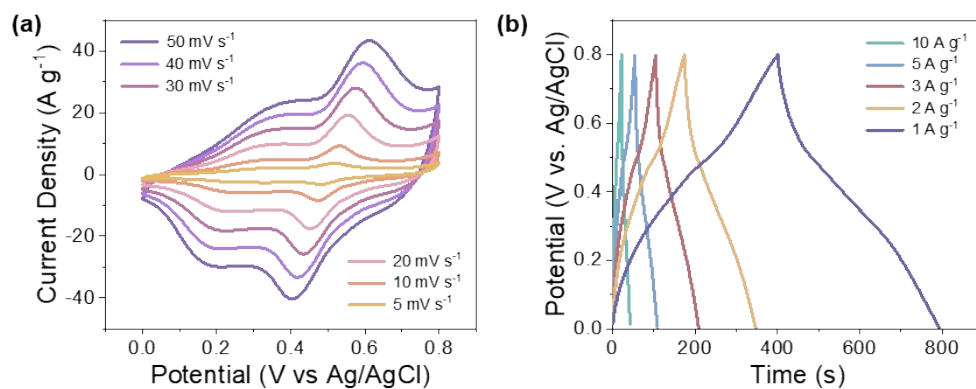 (a)
50 mV s⁻¹
40 mV s⁻¹
30 mV s⁻¹
20 mV s⁻¹
10 mV s⁻¹
5 mV s⁻¹
40
20
0
-20
-40
Current Density (A g⁻¹)
0.0 0.2 0.4 0.6 0.8
Potential (V vs Ag/AgCl)
(b)
10 A g⁻¹
5 A g⁻¹
3 A g⁻¹
2 A g⁻¹
1 A g⁻¹
0.8
0.6
0.4
0.2
0.0
Potential (V vs. Ag/AgCl)
0 200 400 600 800
Time (s)